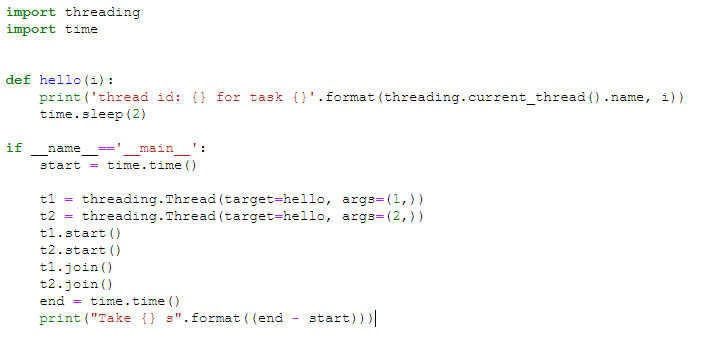 import threading
import time
def hello(i):
    print('thread id: {} for task {}'.format(threading.current_thread().name, i))
    time.sleep(2)
if __name__=='__main__':
    start = time.time()
    t1 = threading.Thread(target=hello, args=(1,))
    t2 = threading.Thread(target=hello, args=(2,))
    t1.start()
    t2.start()
    t1.join()
    t2.join()
    end = time.time()
    print("Take {} s".format((end - start)))